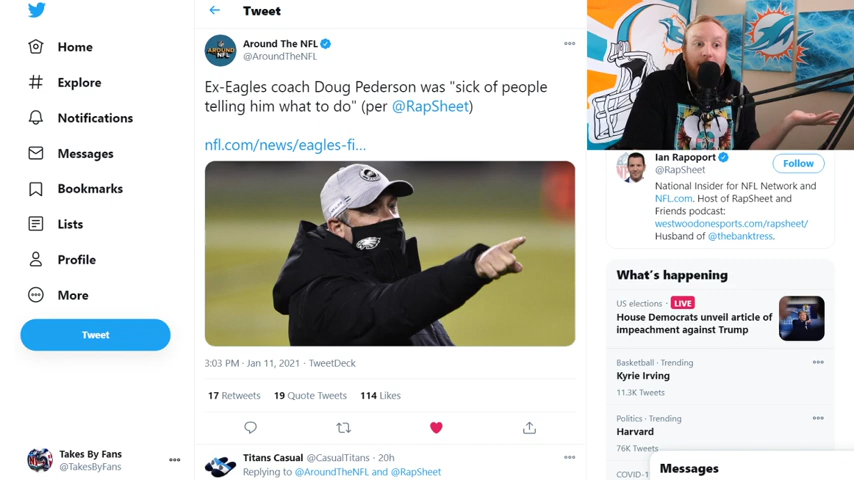 Home
Explore
Notifications
Messages
Bookmarks
Lists
Profile
More
Tweet
Takes By Fans
@TakesByFans
Tweet
Around The NFL
@AroundTheNFL
Ex-Eagles coach Doug Pederson was "sick of people
telling him what to do" (per @RapSheet)
nfl.com/news/eagles-fi...
3:03 PM · Jan 11, 2021 · TweetDeck
17 Retweets 19 Quote Tweets 114 Likes
Titans Casual @CasualTitans · 20h
Replying to @AroundTheNFL and @RapSheet
Ian Rapoport
@RapSheet
Follow
National Insider for NFL Network and
NFL.com. Host of RapSheet and
Friends podcast:
westwoodonesports.com/rapsheet/
Husband of @thebanktress.
What's happening
US elections · LIVE
House Democrats unveil article of
impeachment against Trump
Basketball · Trending
Kyrie Irving
11.3K Tweets
Politics · Trending
Harvard
76K Tweets
COVID-1
Messages